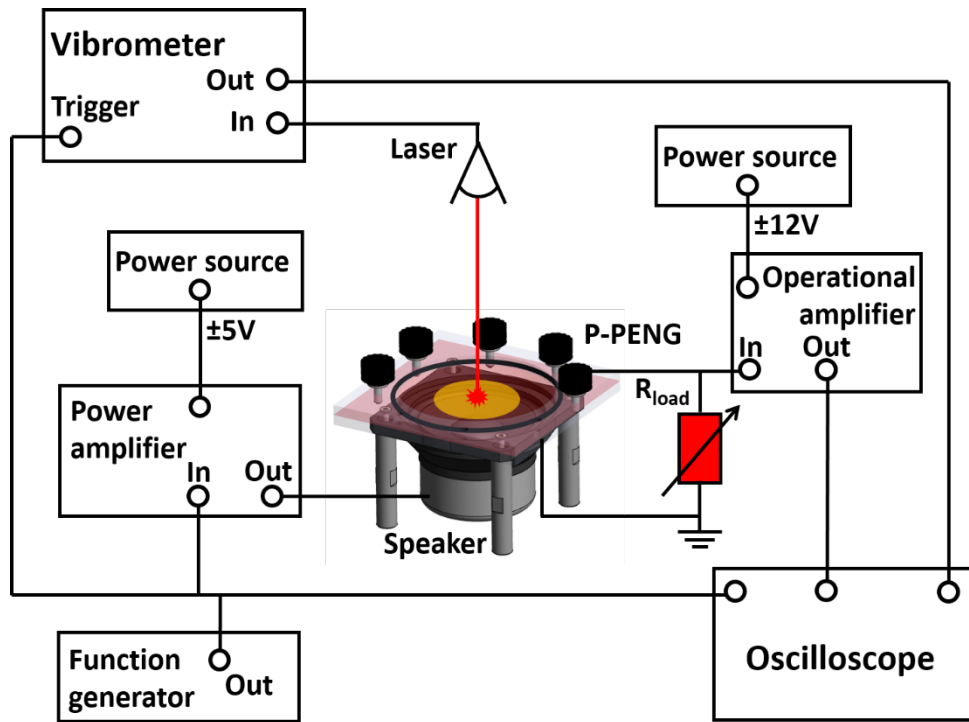 Vibrometer
Out
Trigger
In
Laser
Power source
±12V
Power source
±5V
Operational
amplifier
P-PENG
In
Out
Rload
Power
amplifier
In
Out
Speaker
Function
generator
Out
Oscilloscope